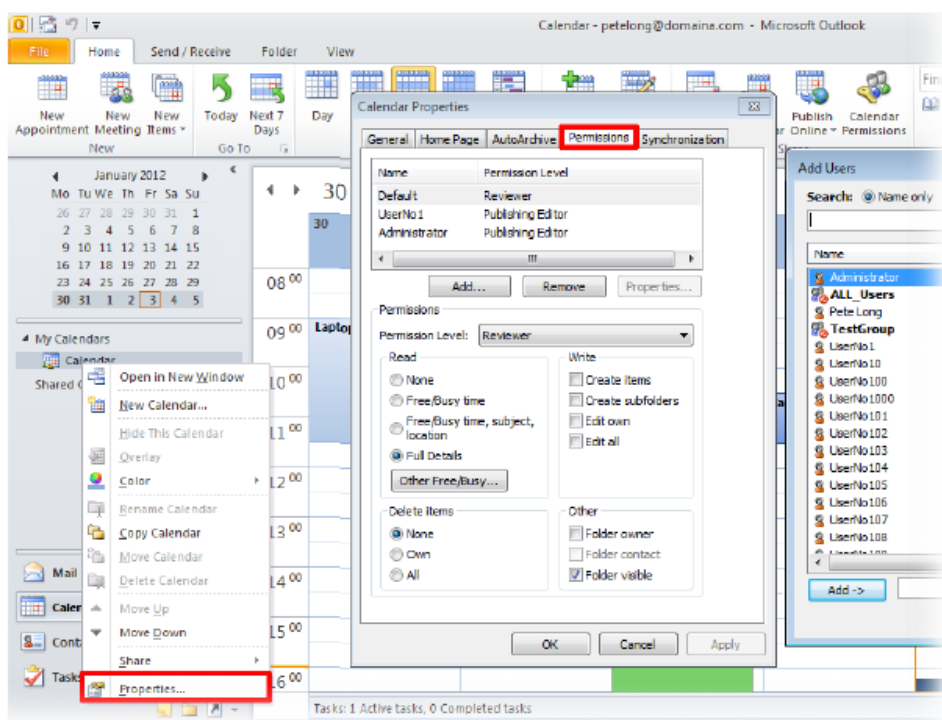 Calendar - petelong@domaina.com - Microsoft Outlook
File Home Send / Receive Folder View
New Appointment
New Meeting
New Items
Today
Next 7 Days
Day
Publish Online
Calendar Permissions
Fin
New
Go To
January 2012
Mo Tu We Th Fr Sa Su
26 27 28 29 30 31 1
2 3 4 5 6 7 8
9 10 11 12 13 14 15
16 17 18 19 20 21 22
23 24 25 26 27 28 29
30 31 1 2 3 4 5
My Calendars
Calendar
Shared C
Open in New Window
New Calendar...
Hide This Calendar
Overlay
Color
Rename Calendar
Copy Calendar
Move Calendar
Delete Calendar
Move Up
Move Down
Share
Properties...
Mail
Caler
Cont
Task
30
30
08 00
09 00 Laptop
10 00
11 00
12 00
13 00
14 00
15 00
16 00
Calendar Properties
General Home Page AutoArchive Permissions Synchronization
Name Permission Level
Default Reviewer
UserNo1 Publishing Editor
Administrator Publishing Editor
Add... Remove Properties...
Permissions
Permission Level: Reviewer
Read
None
Free/Busy time
Free/Busy time, subject,
location
Full Details
Other Free/Busy...
Write
Create items
Create subfolders
Edit own
Edit all
Delete items
None
Own
All
Other
Folder owner
Folder contact
Folder visible
OK Cancel Apply
Add Users
Search: Name only
Name
Administrator
ALL_Users
Pete Long
TestGroup
UserNo1
UserNo10
UserNo100
UserNo1000
UserNo101
UserNo102
UserNo103
UserNo104
UserNo105
UserNo106
UserNo107
UserNo108
Add ->
Tasks: 1 Active tasks, 0 Completed tasks